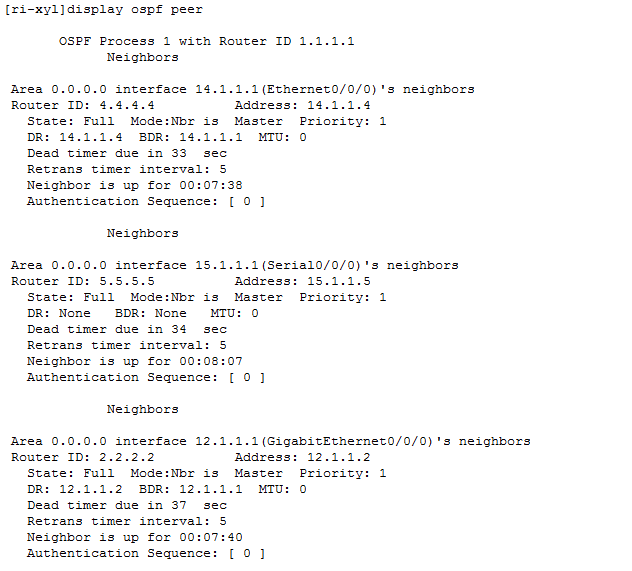 [ri-xyl]display ospf peer
OSPF Process 1 with Router ID 1.1.1.1
Neighbors
Area 0.0.0.0 interface 14.1.1.1(Ethernet0/0/0)'s neighbors
Router ID: 4.4.4.4 Address: 14.1.1.4
State: Full Mode:Nbr is Master Priority: 1
DR: 14.1.1.4 BDR: 14.1.1.1 MTU: 0
Dead timer due in 33 sec
Retrans timer interval: 5
Neighbor is up for 00:07:38
Authentication Sequence: [ 0 ]
Neighbors
Area 0.0.0.0 interface 15.1.1.1(Serial0/0/0)'s neighbors
Router ID: 5.5.5.5 Address: 15.1.1.5
State: Full Mode:Nbr is Master Priority: 1
DR: None BDR: None MTU: 0
Dead timer due in 34 sec
Retrans timer interval: 5
Neighbor is up for 00:08:07
Authentication Sequence: [ 0 ]
Neighbors
Area 0.0.0.0 interface 12.1.1.1(GigabitEthernet0/0/0)'s neighbors
Router ID: 2.2.2.2 Address: 12.1.1.2
State: Full Mode:Nbr is Master Priority: 1
DR: 12.1.1.2 BDR: 12.1.1.1 MTU: 0
Dead timer due in 37 sec
Retrans timer interval: 5
Neighbor is up for 00:07:40
Authentication Sequence: [ 0 ]